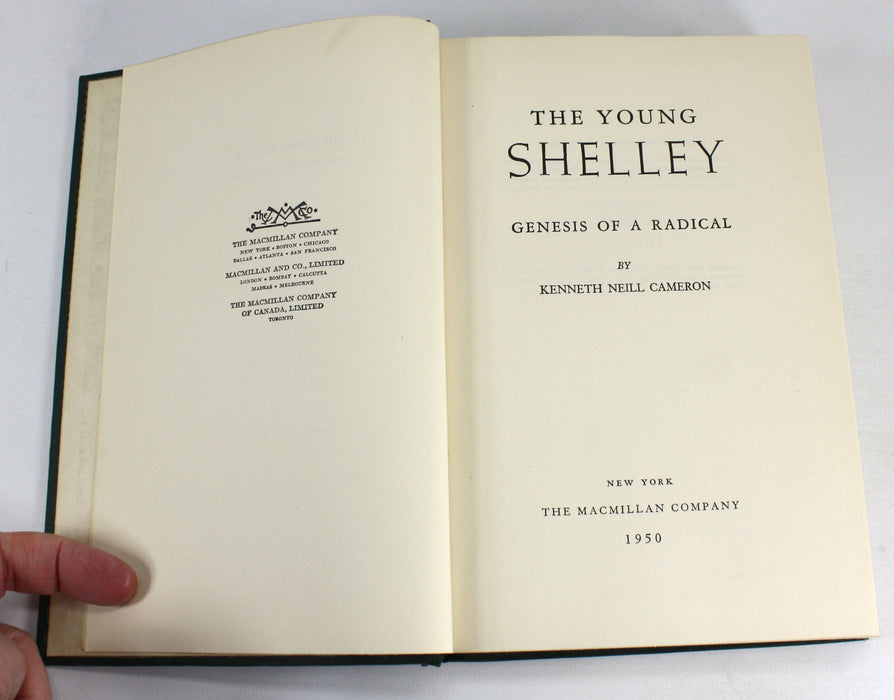 The M Co.
THE MACMILLAN COMPANY
NEW YORK • BOSTON • CHICAGO
DALLAS • ATLANTA • SAN FRANCISCO
MACMILLAN AND CO., LIMITED
LONDON • BOMBAY • CALCUTTA
MADRAS • MELBOURNE
THE MACMILLAN COMPANY
OF CANADA, LIMITED
TORONTO
THE YOUNG
SHELLEY
GENESIS OF A RADICAL
BY
KENNETH NEILL CAMERON
NEW YORK
THE MACMILLAN COMPANY
1950